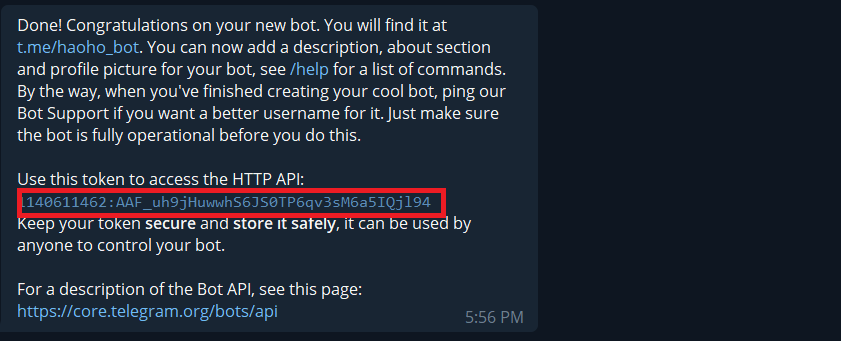 Done! Congratulations on your new bot. You will find it at
t.me/haoho_bot. You can now add a description, about section
and profile picture for your bot, see /help for a list of commands.
By the way, when you've finished creating your cool bot, ping our
Bot Support if you want a better username for it. Just make sure
the bot is fully operational before you do this.
Use this token to access the HTTP API:
1140611462:AAF_uh9jHuwwhS6JS0TP6qv3sM6a5IQjl94
Keep your token secure and store it safely, it can be used by
anyone to control your bot.
For a description of the Bot API, see this page:
https://core.telegram.org/bots/api
5:56 PM